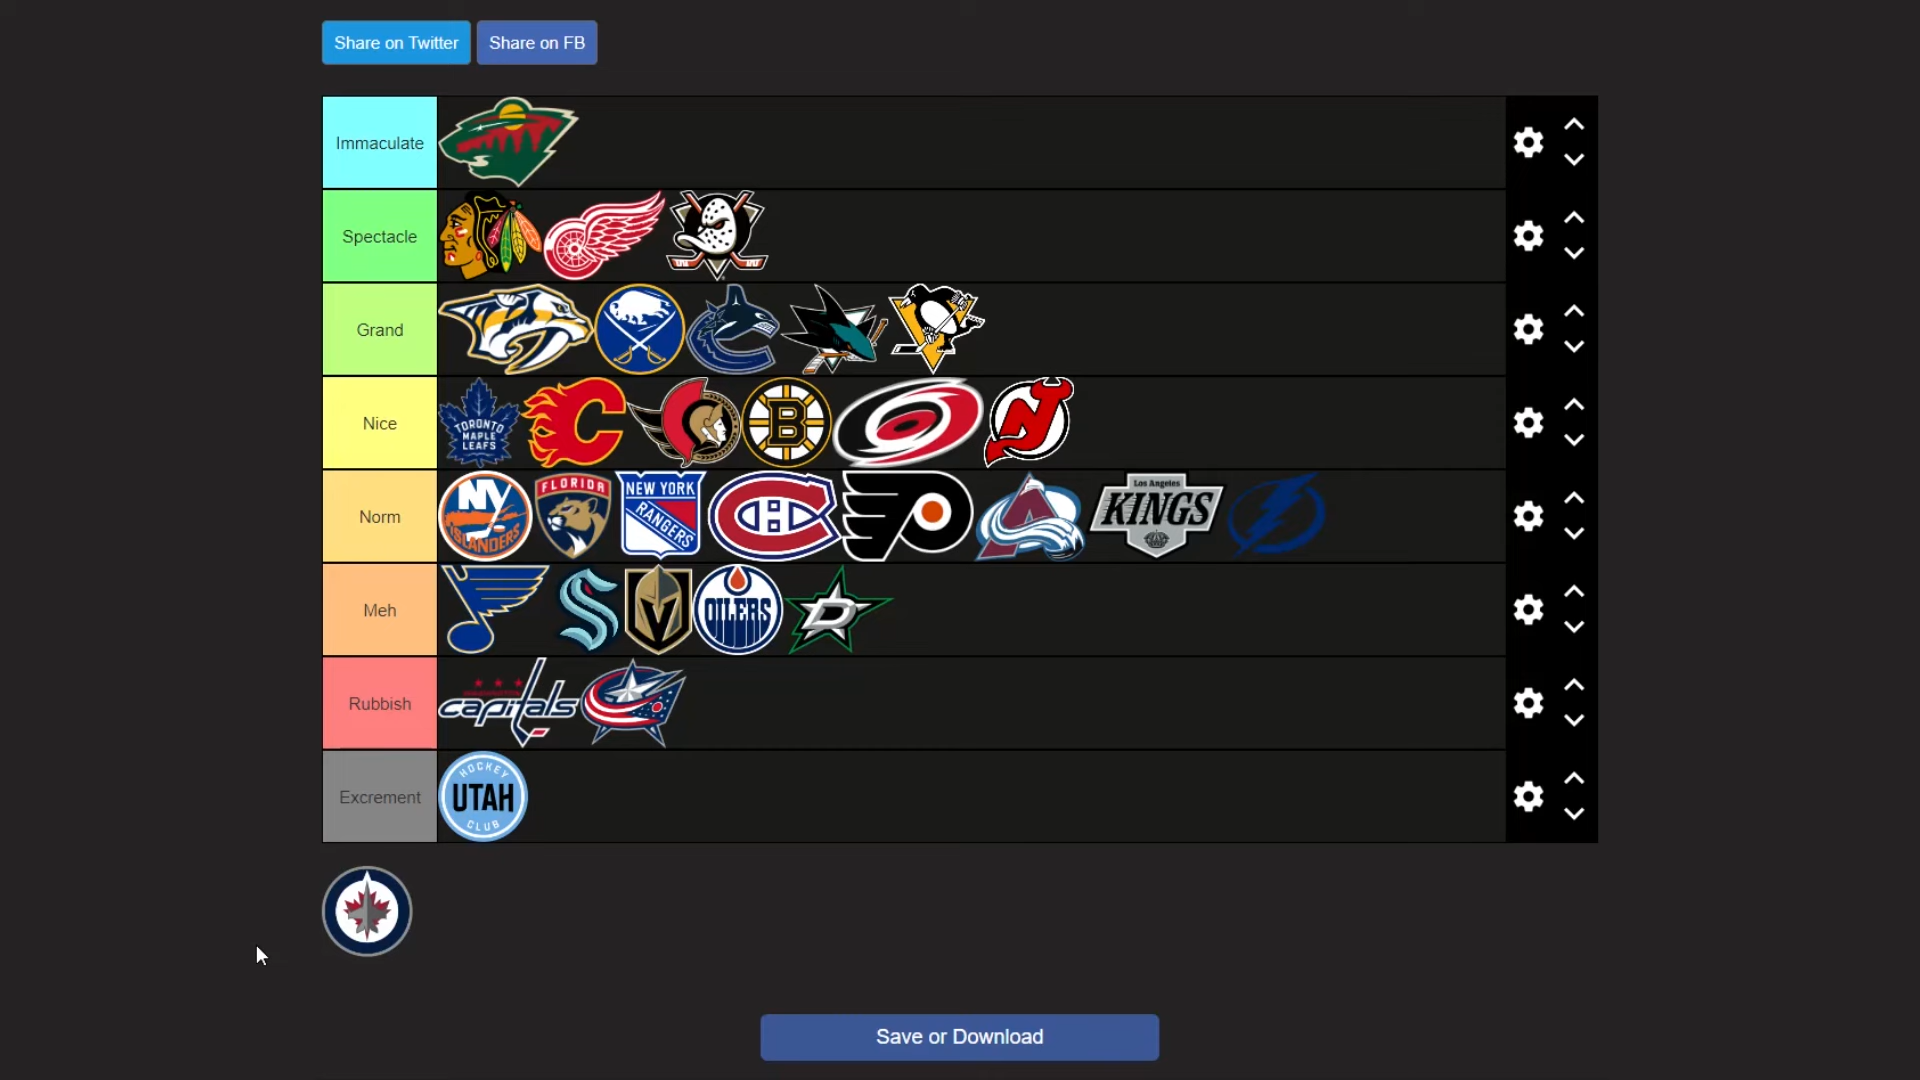 Share on Twitter
Share on FB
Immaculate
Spectacle
Grand
Nice
TORONTO
MAPLE
LEAFS
C
B
N
Norm
NY
ISLANDERS
FLORIDA
NEW YORK
RANGERS
CH
P
A
Los Angeles
KINGS
Meh
S
V
OILERS
D
Rubbish
capitals
Excrement
HOCKEY
UTAH
CLUB
Save or Download